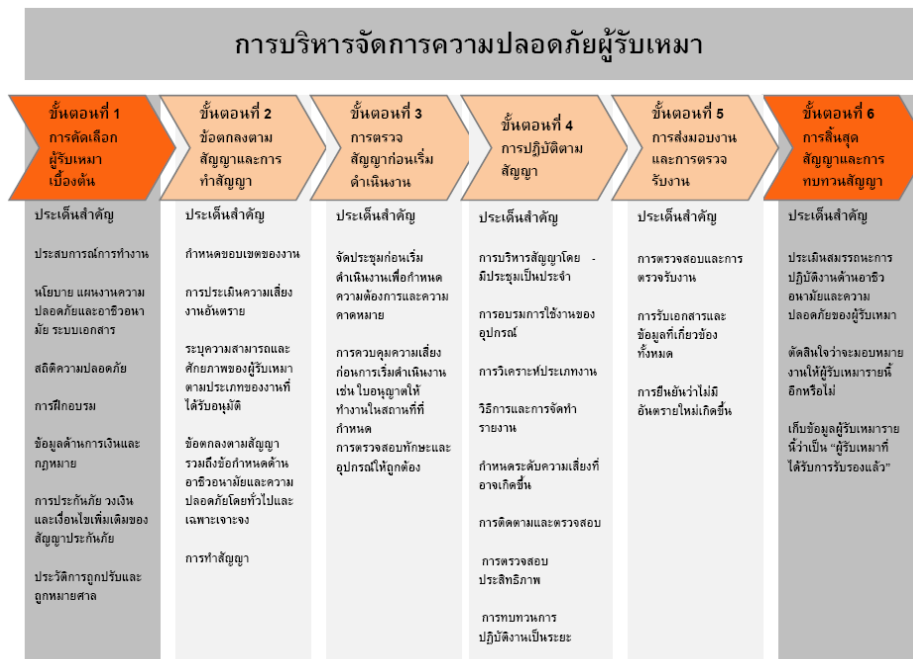 การบริหารจัดการความปลอดภัยผู้รับเหมา
ขั้นตอนที่ 1
การคัดเลือก
ผู้รับเหมา
เบื้องต้น
ประเด็นสำคัญ
ประสบการณ์การทำงาน
นโยบาย แผนงานความ
ปลอดภัยและอาชีวอนา
มัย ระบบเอกสาร
สถิติความปลอดภัย
การฝึกอบรม
ข้อมูลด้านการเงินและ
กฎหมาย
การประกันภัย วงเงิน
และเงื่อนไขเพิ่มเติมของ
สัญญาประกันภัย
ประวัติการถูกปรับและ
ถูกหมายศาล
ขั้นตอนที่ 2
ข้อตกลงตาม
สัญญาและการ
ทำสัญญา
ประเด็นสำคัญ
กำหนดขอบเขตของงาน
การประเมินความเสี่ยง
งานอันตราย
ระบุความสามารถและ
ศักยภาพของผู้รับเหมา
ตามประเภทของงานที่
ได้รับอนุมัติ
ข้อตกลงตามสัญญา
รวมถึงข้อกำหนดด้าน
อาชีวอนามัยและความ
ปลอดภัยโดยทั่วไปและ
เฉพาะเจาะจง
การทำสัญญา
ขั้นตอนที่ 3
การตรวจ
สัญญาก่อนเริ่ม
ดำเนินงาน
ประเด็นสำคัญ
จัดประชุมก่อนเริ่ม
ดำเนินงานเพื่อกำหนด
ความต้องการและความ
คาดหมาย
การควบคุมความเสี่ยง
ก่อนการเริ่มดำเนินงาน
เช่น ใบอนุญาตให้
ทำงานในสถานที่ที่
กำหนด
การตรวจสอบทักษะและ
อุปกรณ์ให้ถูกต้อง
ขั้นตอนที่ 4
การปฏิบัติตาม
สัญญา
ประเด็นสำคัญ
การบริหารสัญญาโดย -
มีประชุมเป็นประจำ
การอบรมการใช้งานของ
อุปกรณ์
การวิเคราะห์ประเภทงาน
วิธีการและการจัดทำ
รายงาน
กำหนดระดับความเสี่ยงที่
อาจเกิดขึ้น
การติดตามและตรวจสอบ
การตรวจสอบ
ประสิทธิภาพ
การทบทวนการ
ปฏิบัติงานเป็นระยะ
ขั้นตอนที่ 5
การส่งมอบงาน
และการตรวจ
รับงาน
ประเด็นสำคัญ
การตรวจสอบและการ
ตรวจรับงาน
การรับเอกสารและ
ข้อมูลที่เกี่ยวข้อง
ทั้งหมด
การยืนยันว่าไม่มี
อันตรายใหม่เกิดขึ้น
ขั้นตอนที่ 6
การสิ้นสุด
สัญญาและการ
ทบทวนสัญญา
ประเด็นสำคัญ
ประเมินสมรรถนะการ
ปฏิบัติงานด้านอาชีว
อนามัยและความ
ปลอดภัยของผู้รับเหมา
ตัดสินใจว่าจะมอบหมาย
งานให้ผู้รับเหมารายนี้
อีกหรือไม่
เก็บข้อมูลผู้รับเหมาราย
นี้ว่าเป็น “ผู้รับเหมาที่
ได้รับการรับรองแล้ว”